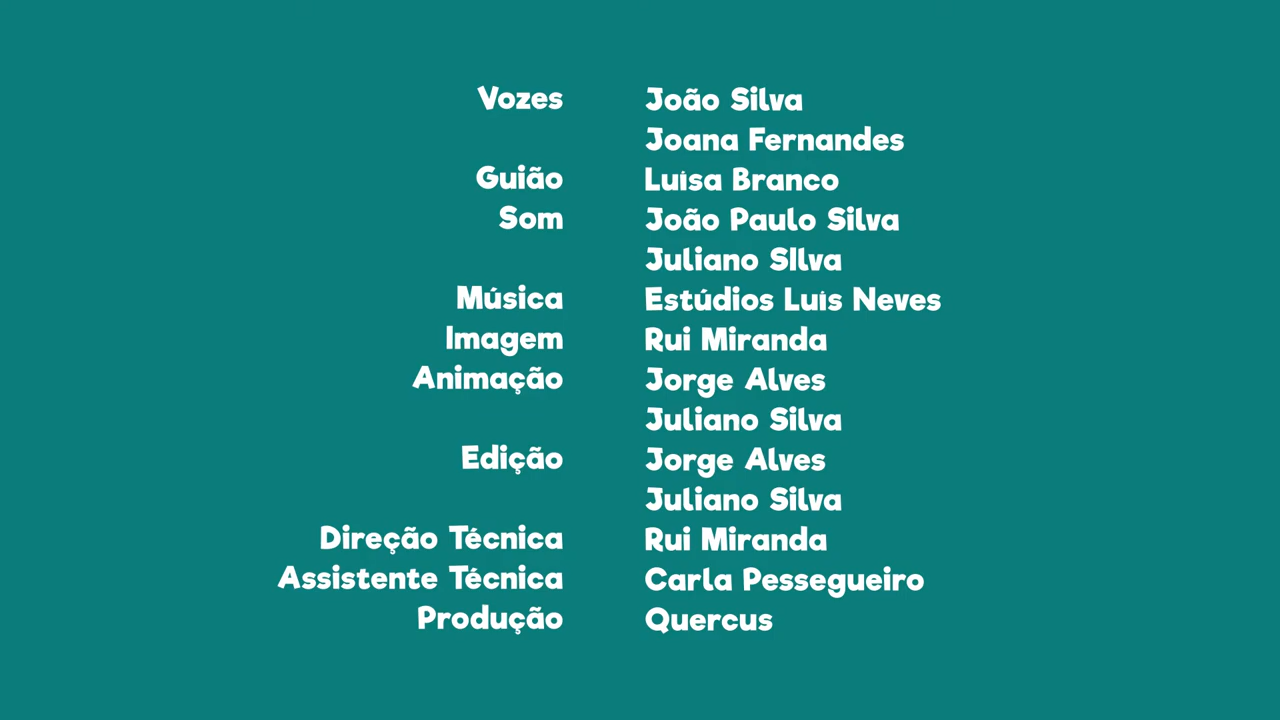 Vozes João Silva
Joana Fernandes
Guião Luísa Branco
Som João Paulo Silva
Juliano SIlva
Música Estúdios Luís Neves
Imagem Rui Miranda
Animação Jorge Alves
Juliano Silva
Edição Jorge Alves
Juliano Silva
Direção Técnica Rui Miranda
Assistente Técnica Carla Pessegueiro
Produção Quercus